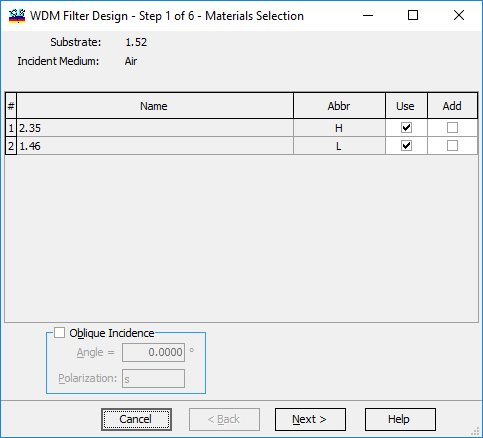 WDM Filter Design - Step 1 of 6 - Materials Selection
Substrate: 1.52
Incident Medium: Air
# Name Abbr Use Add
1 2.35 H
2 1.46 L
Oblique Incidence
Angle = 0.0000 °
Polarization: s
Cancel < Back Next > Help